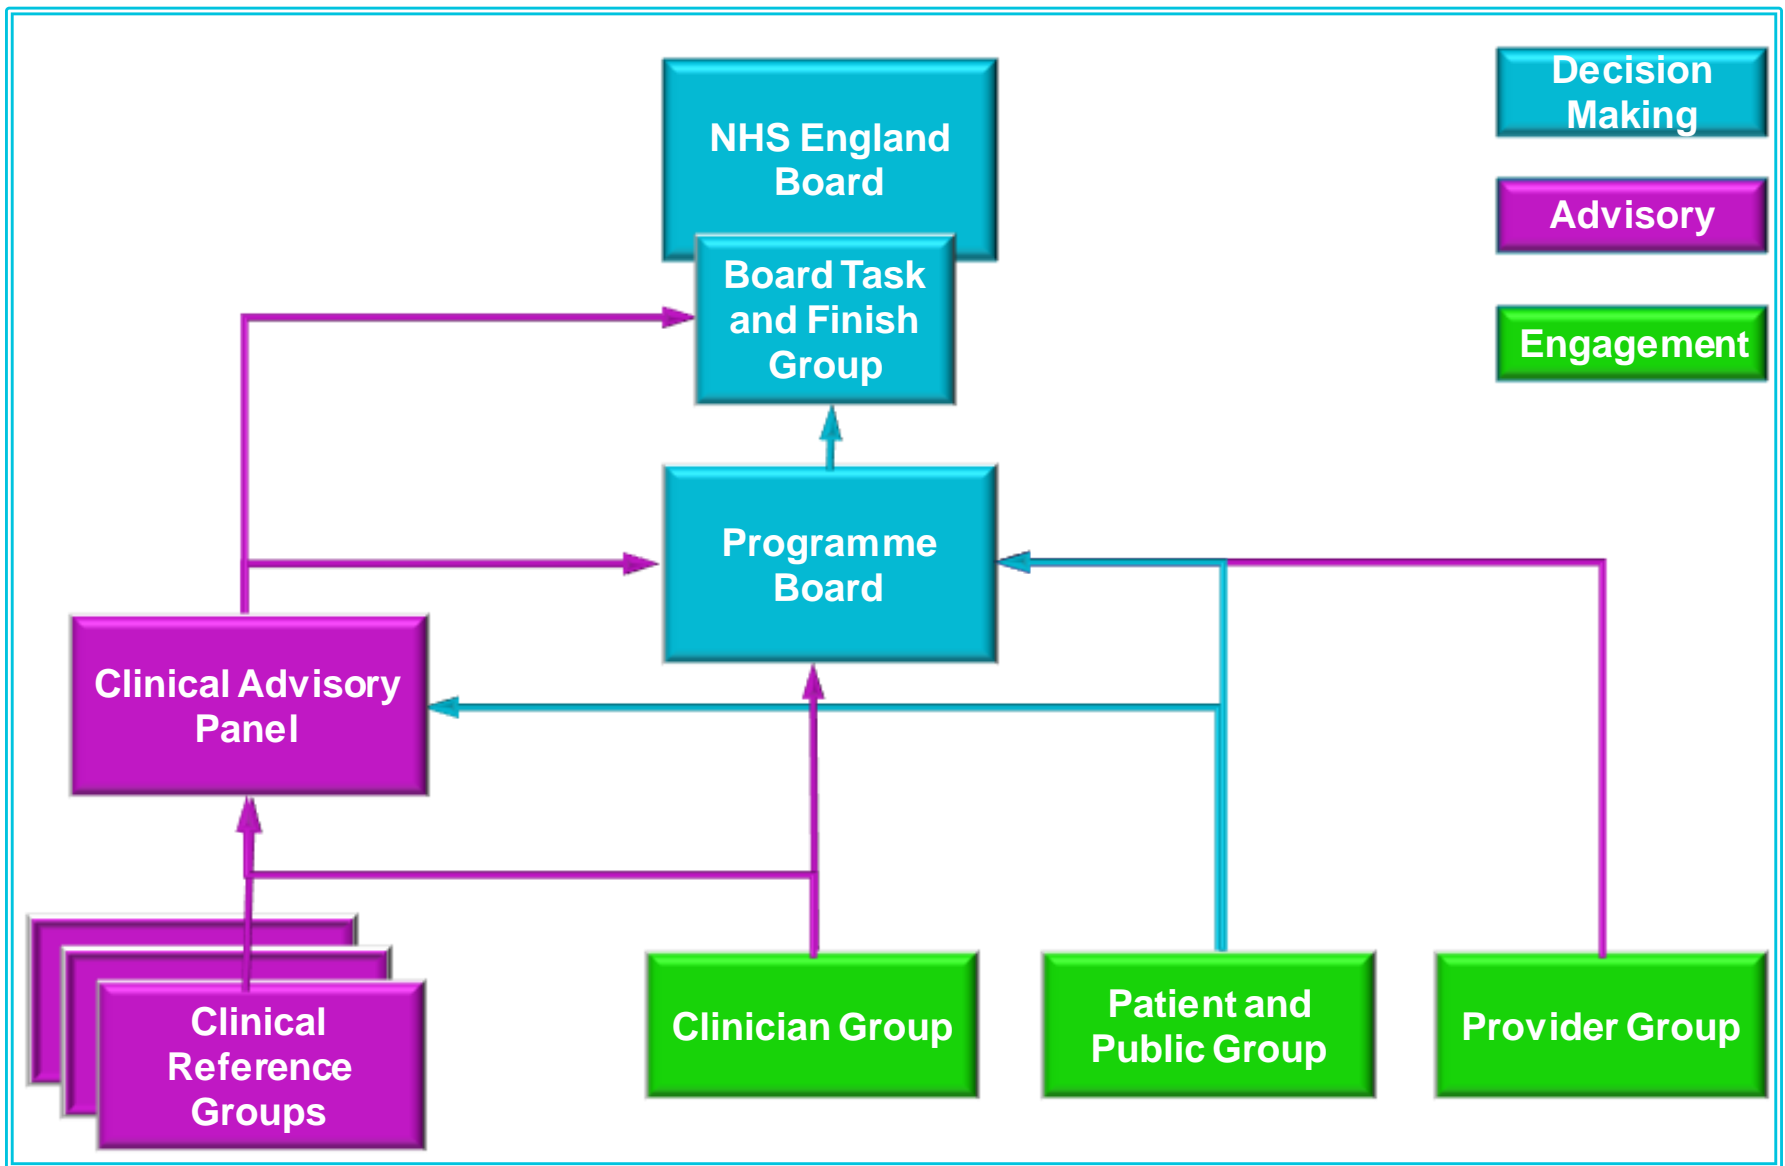 NHS England
Board
Board Task
and Finish
Group
Decision
Making
Advisory
Engagement
Programme
Board
Clinical Advisory
Panel
Clinical
Reference
Groups
Clinician Group
Patient and
Public Group
Provider Group